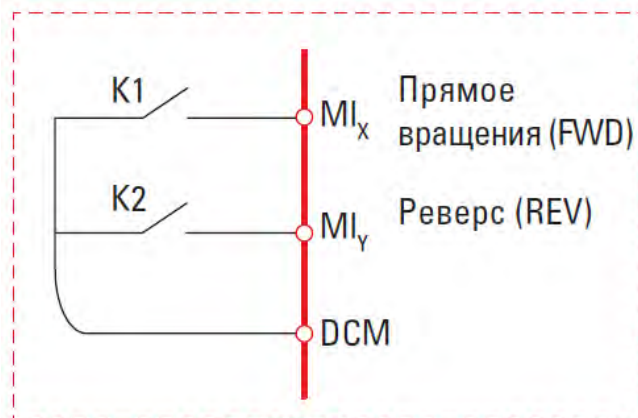 K1
MIX
Прямое
вращения (FWD)
K2
MIY
Реверс (REV)
DCM